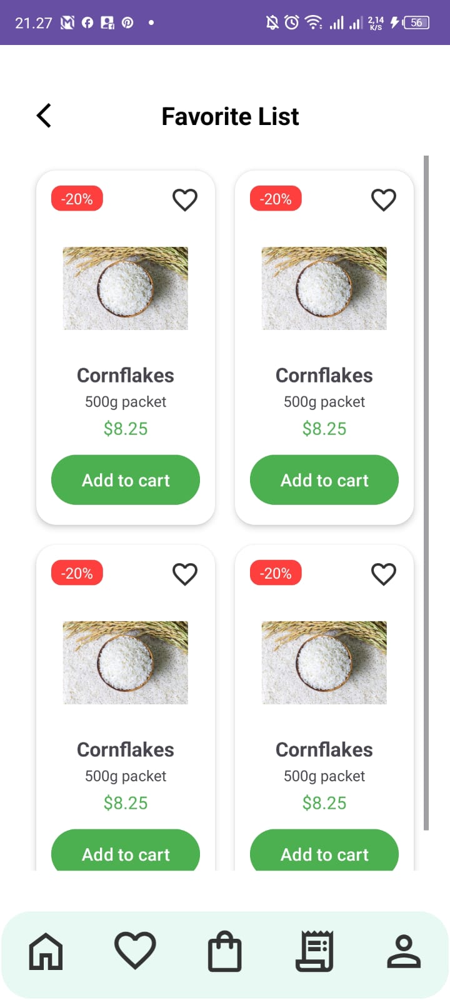 21.27 2,14 K/S 56
Favorite List
-20% -20%
Cornflakes Cornflakes
500g packet 500g packet
$8.25 $8.25
Add to cart Add to cart
-20% -20%
Cornflakes Cornflakes
500g packet 500g packet
$8.25 $8.25
Add to cart Add to cart